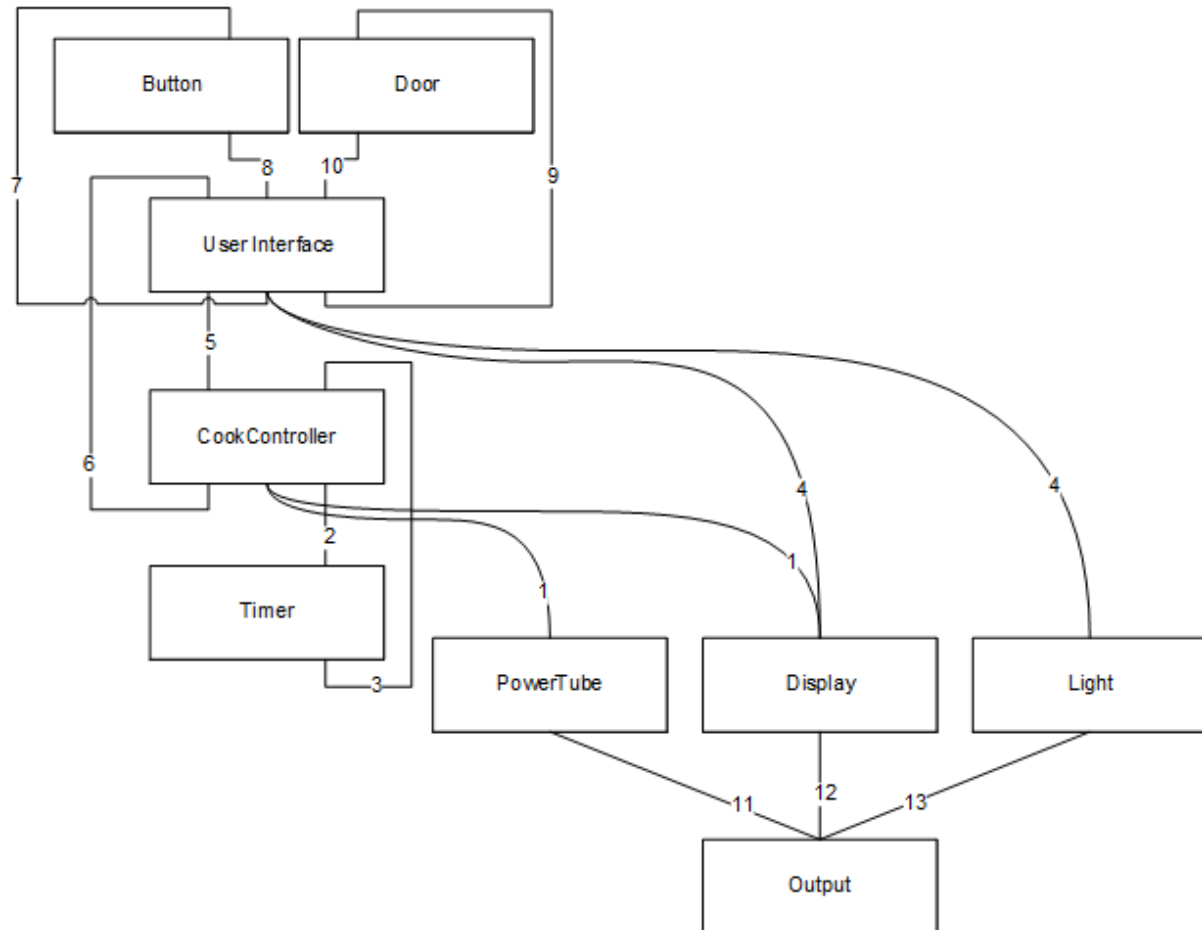 Button
Door
8
10
7
9
User Interface
5
CookController
6
4
4
2
1
1
Timer
3
PowerTube
Display
Light
11
12
13
Output